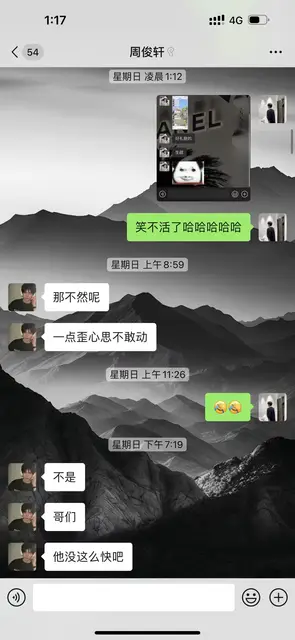 1:17
4G
54
周俊轩
星期日 凌晨 1:12
笑不活了哈哈哈哈哈
星期日 上午 8:59
那不然呢
一点歪心思不敢动
星期日 上午 11:26
星期日 下午 7:19
不是
哥们
他没这么快吧